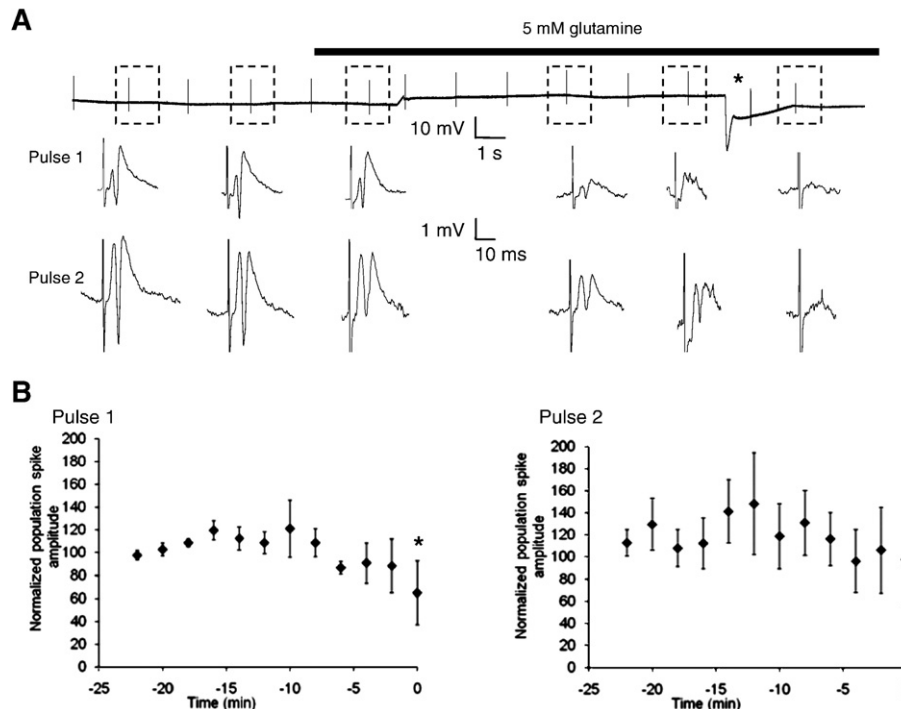 A
5 mM glutamine
*
10 mV
1 s
Pulse 1
1 mV
10 ms
Pulse 2
B
Pulse 1
Normalized population spike
amplitude
200
180
160
140
120
100
80
60
40
20
0
*
-25
-20
-15
-10
-5
0
Time (min)
Pulse 2
Normalized population spike
amplitude
200
180
160
140
120
100
80
60
40
20
0
-25
-20
-15
-10
-5
Time (min)